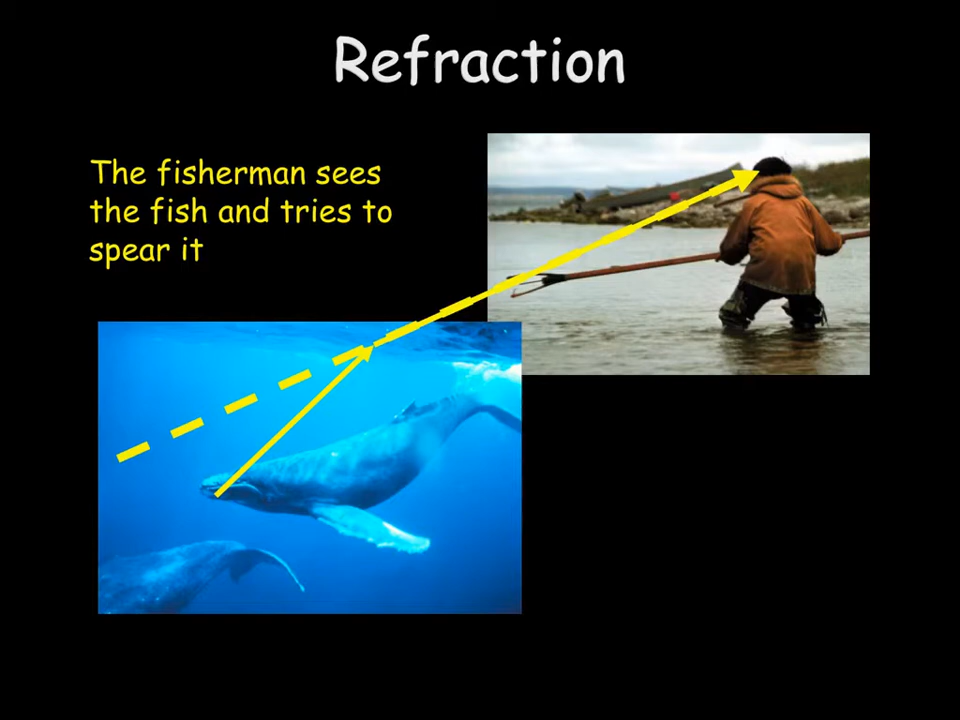 Refraction
The fisherman sees
the fish and tries to
spear it